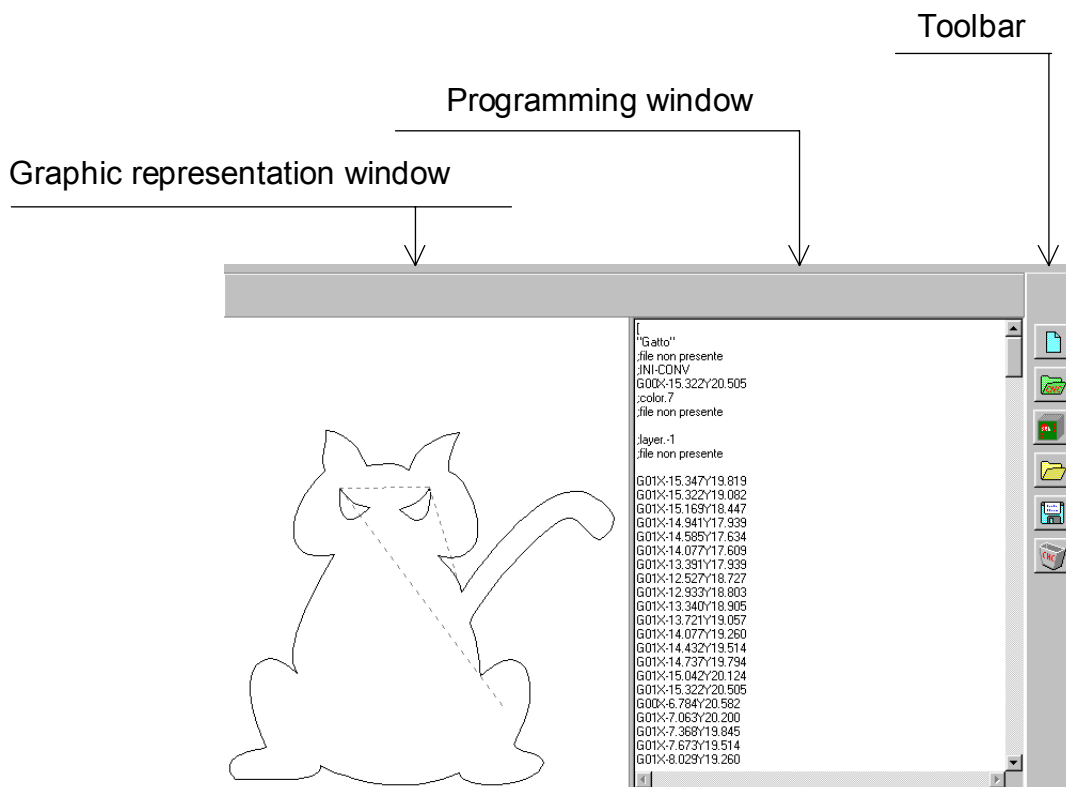 Toolbar
Programming window
Graphic representation window
[
"Gatto"
;file non presente
;INI-CONV
G00X-15.322Y20.505
;color.7
;file non presente
;layer.-1
;file non presente
G01X-15.347Y19.819
G01X-15.322Y19.082
G01X-15.169Y18.447
G01X-14.941Y17.939
G01X-14.585Y17.634
G01X-14.077Y17.609
G01X-13.391Y17.939
G01X-12.527Y18.727
G01X-12.933Y18.803
G01X-13.340Y18.905
G01X-13.721Y19.057
G01X-14.077Y19.260
G01X-14.432Y19.514
G01X-14.737Y19.794
G01X-15.042Y20.124
G01X-15.322Y20.505
G00X-6.784Y20.582
G01X-7.063Y20.200
G01X-7.368Y19.845
G01X-7.673Y19.514
G01X-8.029Y19.260
CNC